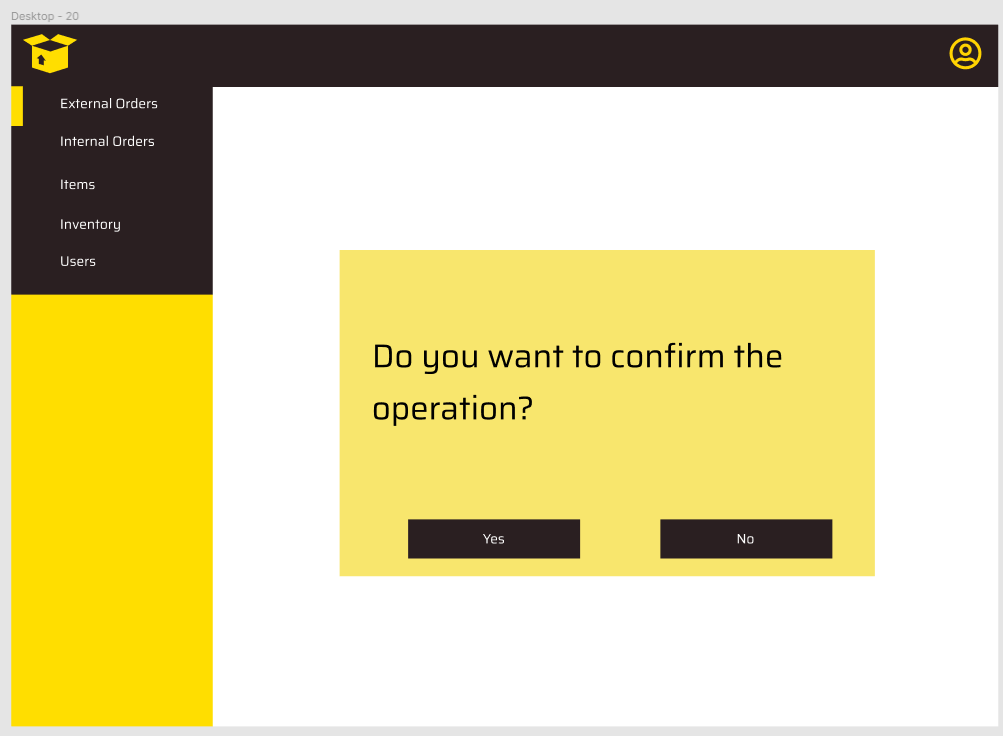 Desktop - 20
External Orders
Internal Orders
Items
Inventory
Users
Do you want to confirm the
operation?
Yes
No